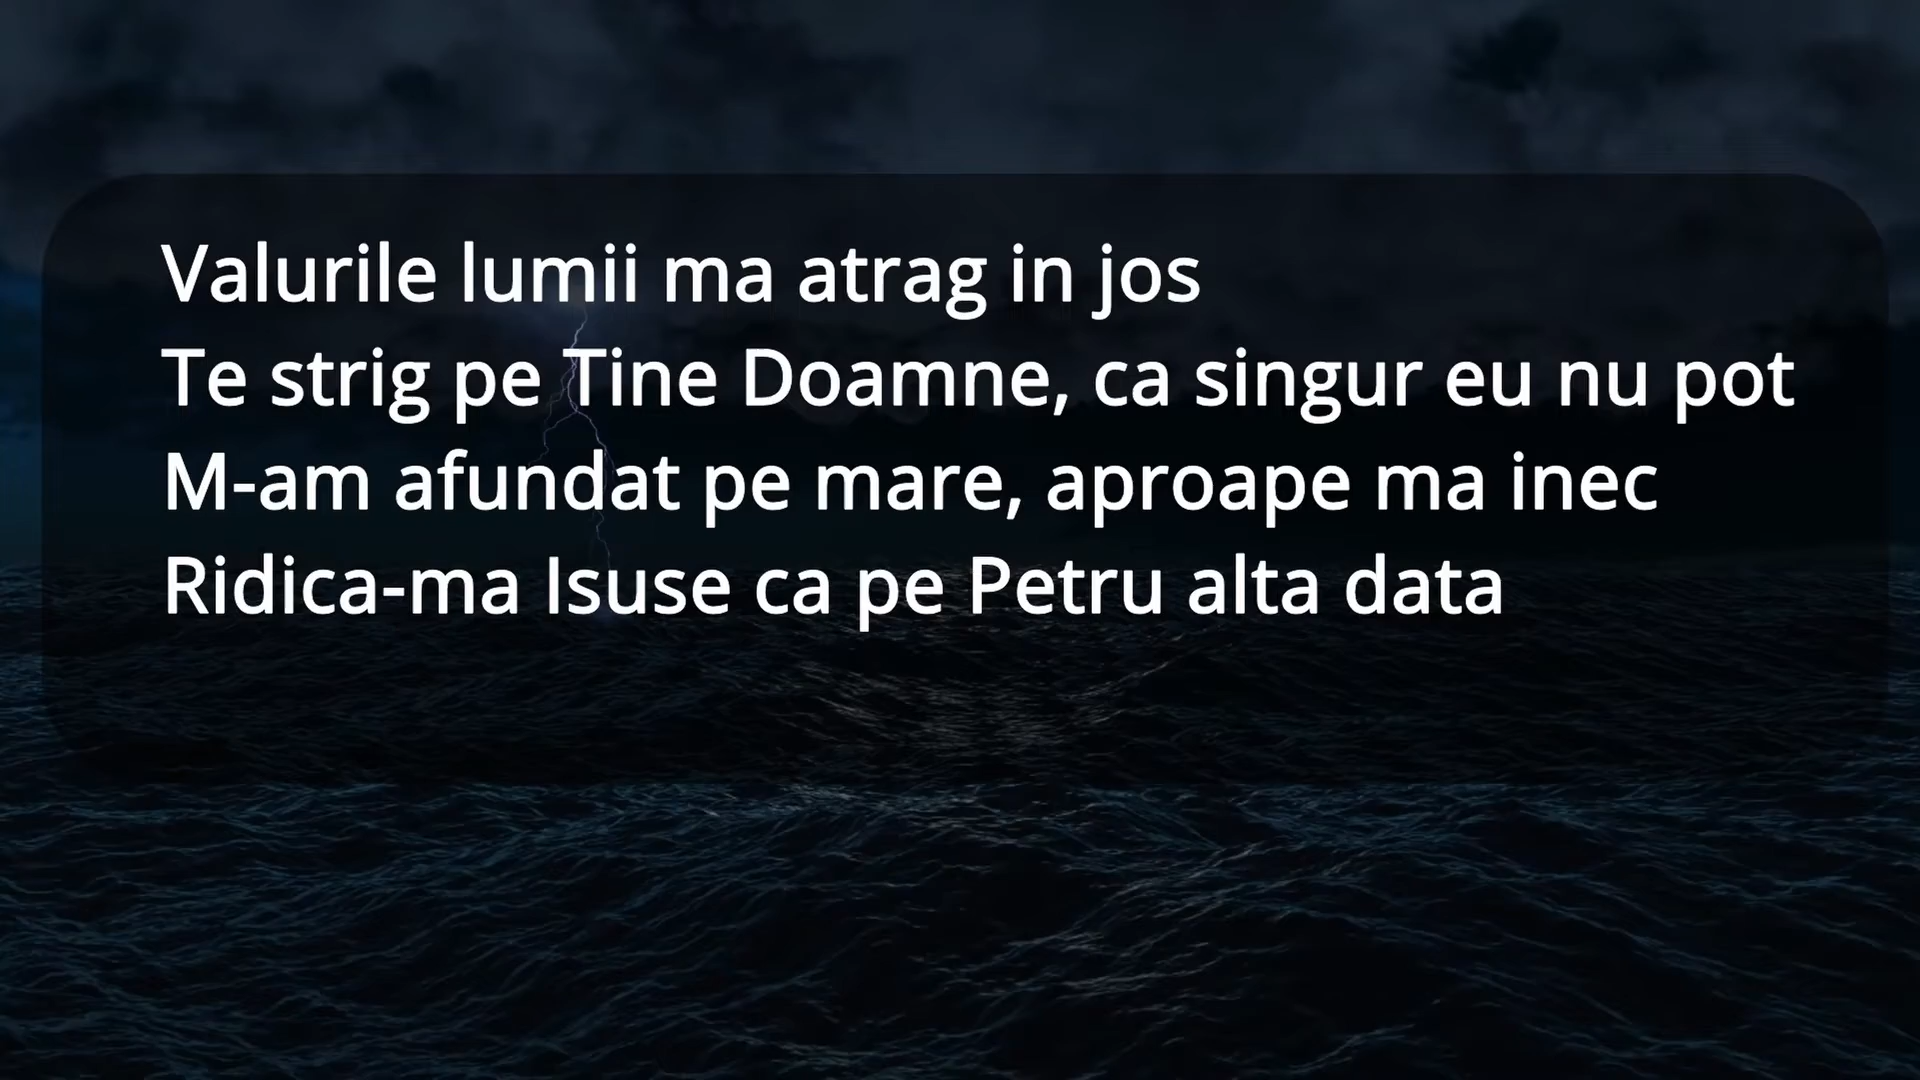 Valurile lumii ma atrag in jos
Te strig pe Tine Doamne, ca singur eu nu pot
M-am afundat pe mare, aproape ma inec
Ridica-ma Isuse ca pe Petru alta data